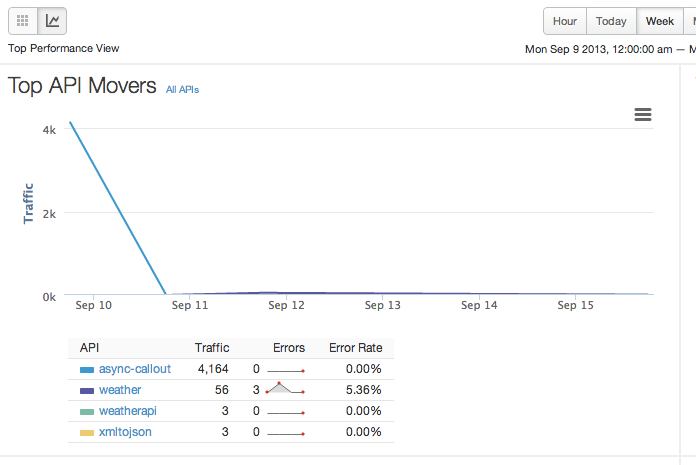 Hour Today Week
Top Performance View
Mon Sep 9 2013, 12:00:00 am —
Top API Movers All APIs
4k
2k
0k
Traffic
Sep 10 Sep 11 Sep 12 Sep 13 Sep 14 Sep 15
API Traffic Errors Error Rate
async-callout 4,164 0 0.00%
weather 56 3 5.36%
weatherapi 3 0 0.00%
xmltojson 3 0 0.00%